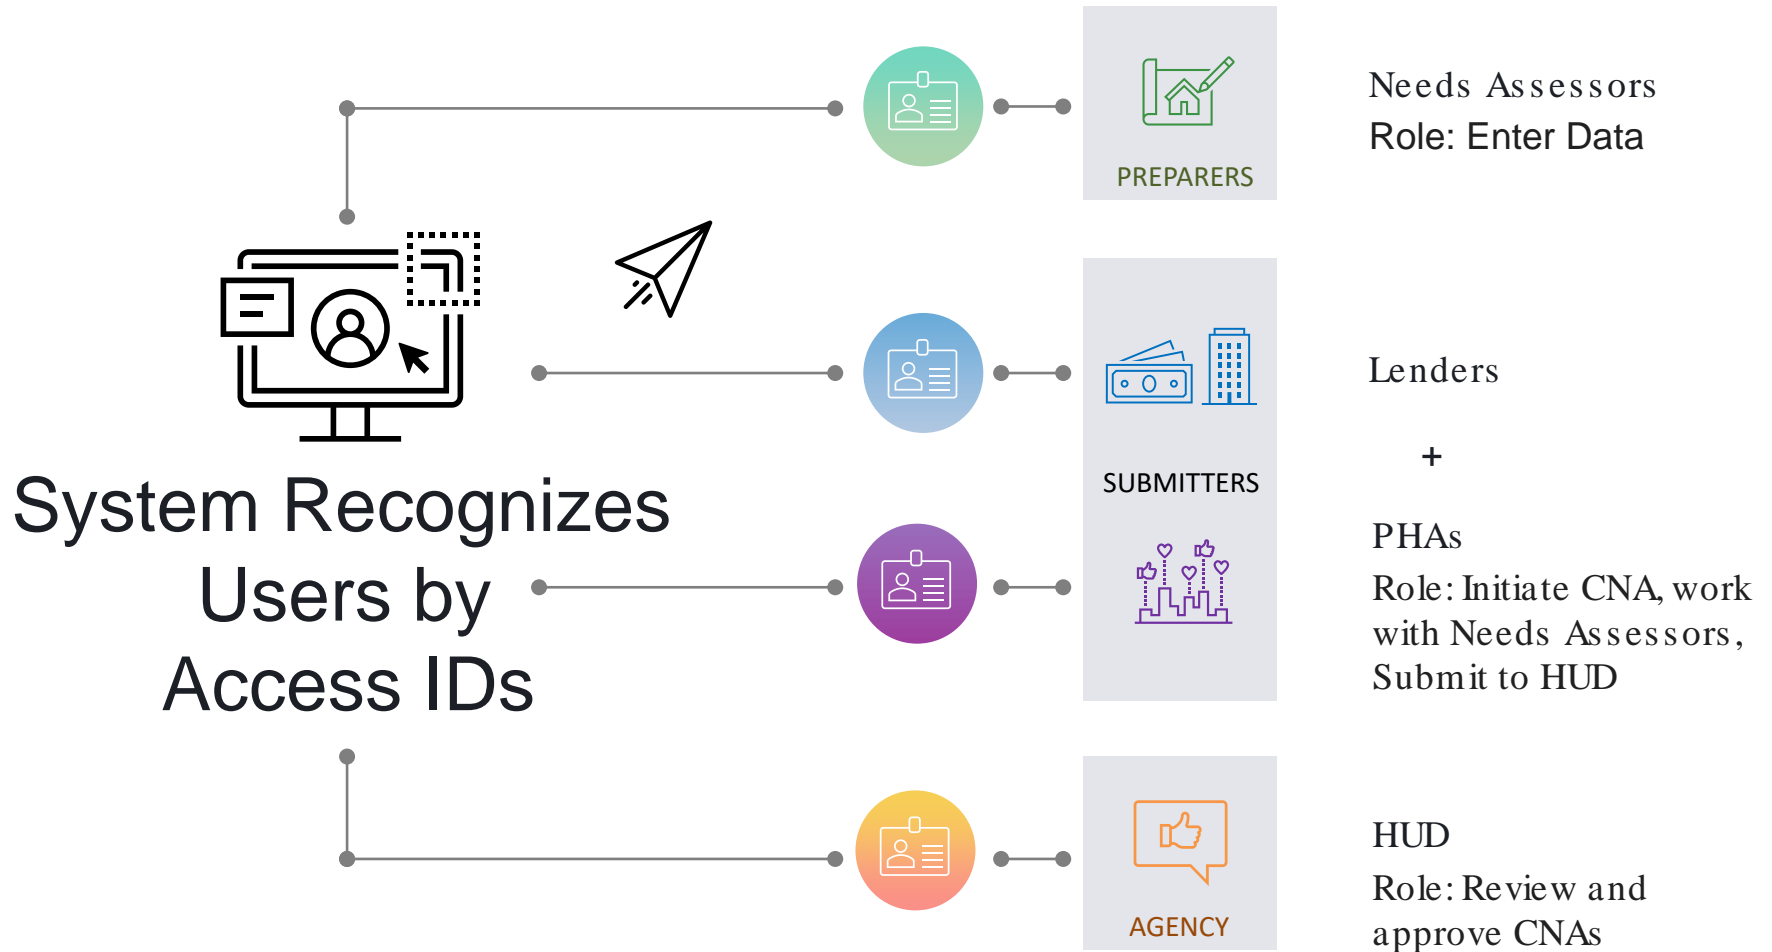 Needs Assessors
Role: Enter Data
PREPARERS
Lenders
+
SUBMITTERS
System Recognizes
Users by
Access IDs
PHAs
Role: Initiate CNA, work
with Needs Assessors,
Submit to HUD
HUD
Role: Review and
approve CNAs
AGENCY